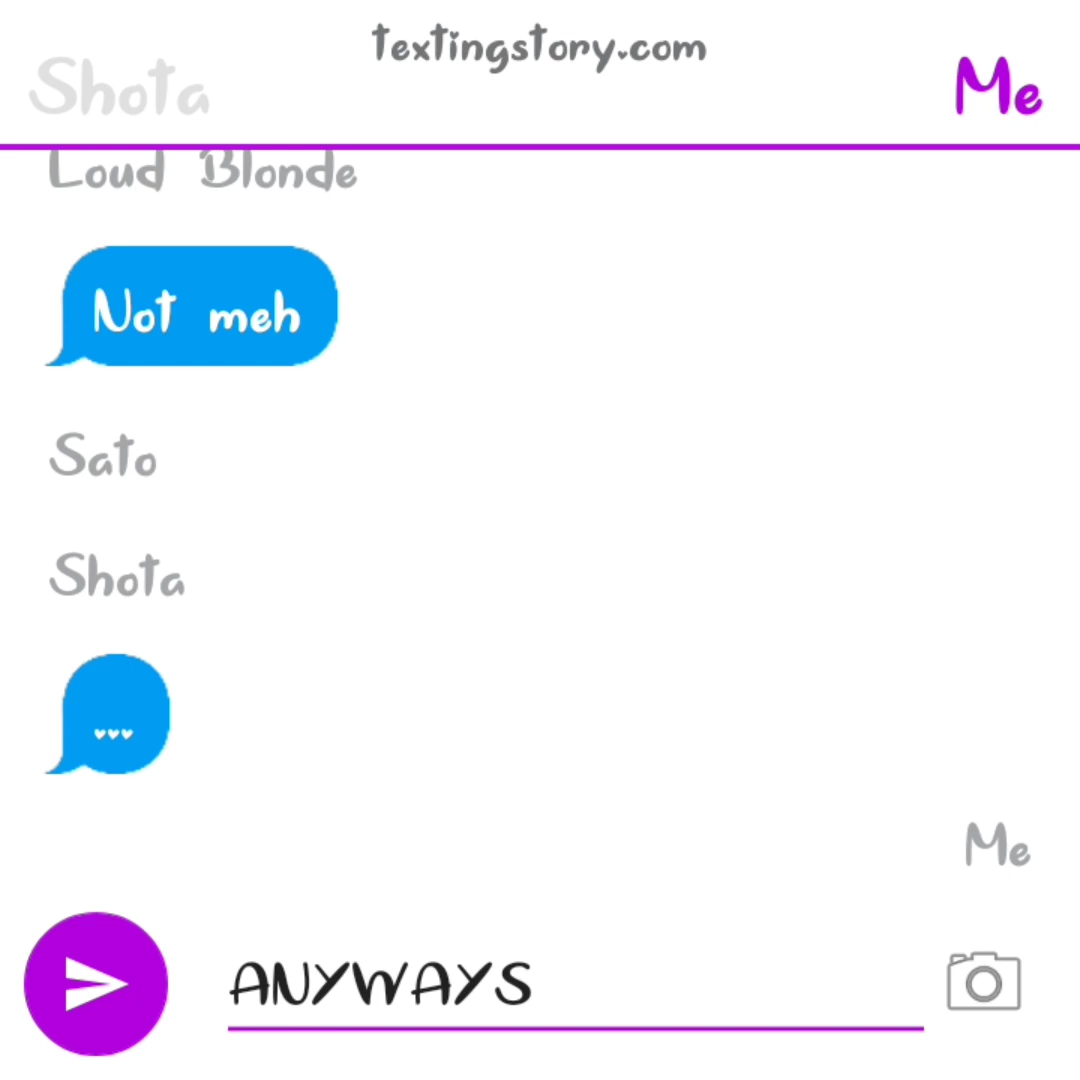 textingstory.com
Shota
Me
Loud Blonde
Not meh
Sato
Shota
...
Me
ANYWAYS